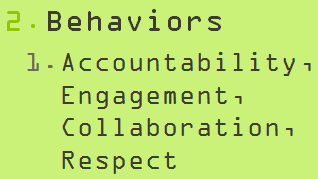 2. Behaviors
1. Accountability,
Engagement,
Collaboration,
Respect